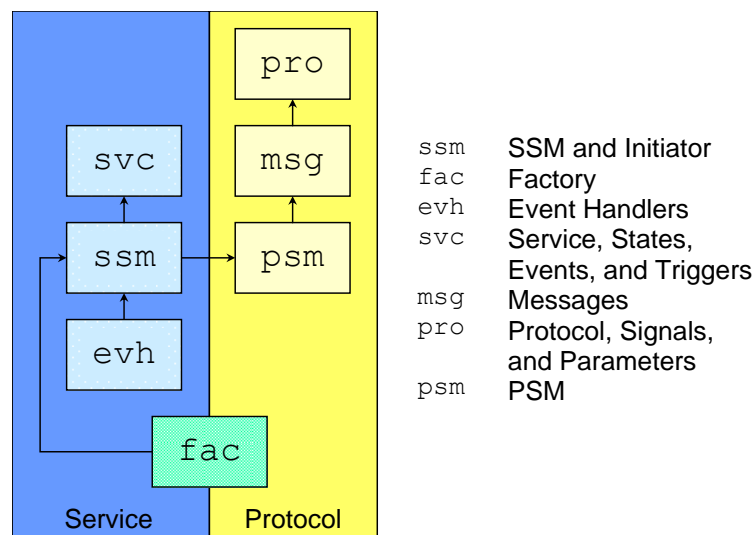 pro
svc
msg
ssm
psm
evh
fac
Service
Protocol
ssm SSM and Initiator
fac Factory
evh Event Handlers
svc Service, States,
Events, and Triggers
msg Messages
pro Protocol, Signals,
and Parameters
psm PSM